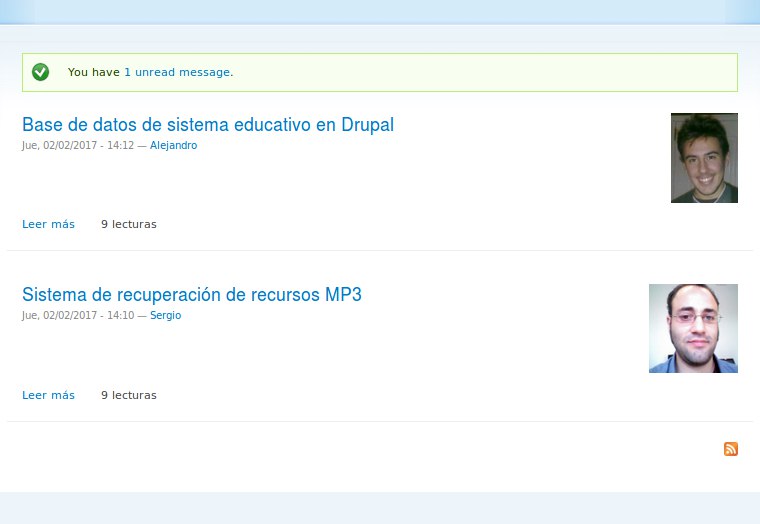 You have 1 unread message.
Base de datos de sistema educativo en Drupal
Jue, 02/02/2017 - 14:12 — Alejandro
Leer más 9 lecturas
Sistema de recuperación de recursos MP3
Jue, 02/02/2017 - 14:10 — Sergio
Leer más 9 lecturas